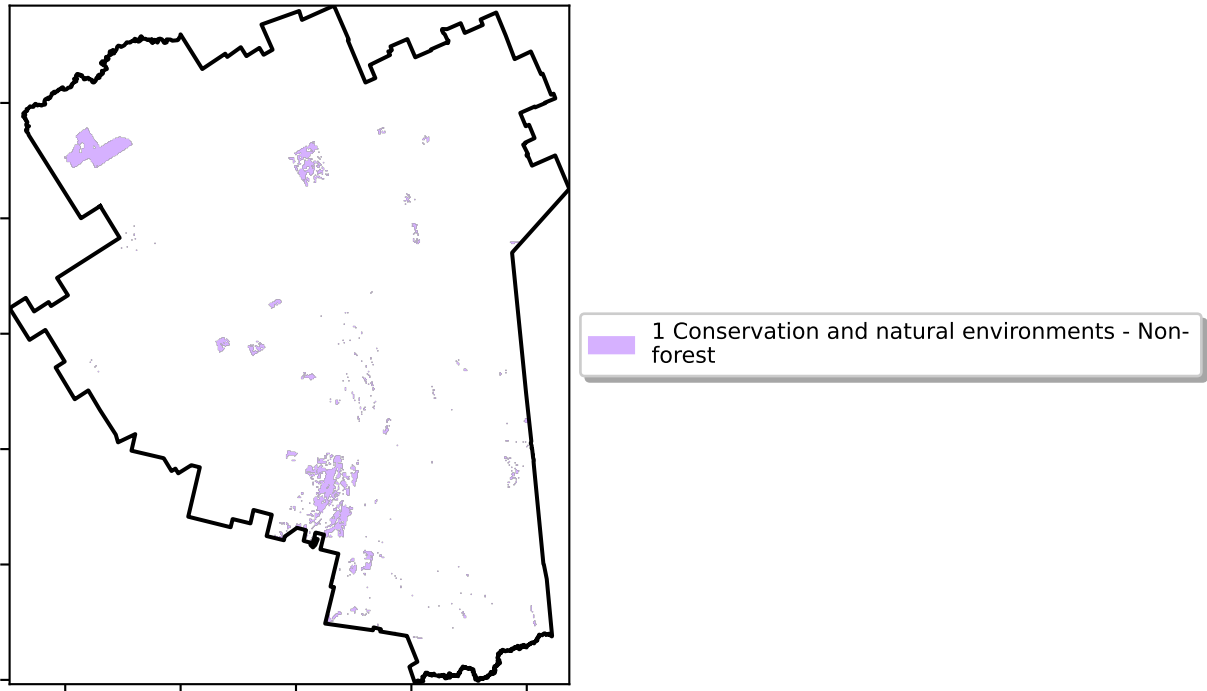 1 Conservation and natural environments - Non-
forest